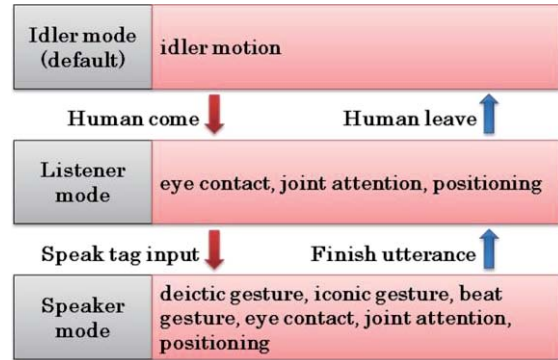 Idler mode
(default)
idler motion
Human come
Human leave
Listener
mode
eye contact, joint attention, positioning
Speak tag input
Finish utterance
Speaker
mode
deictic gesture, iconic gesture, beat
gesture, eye contact, joint attention,
positioning